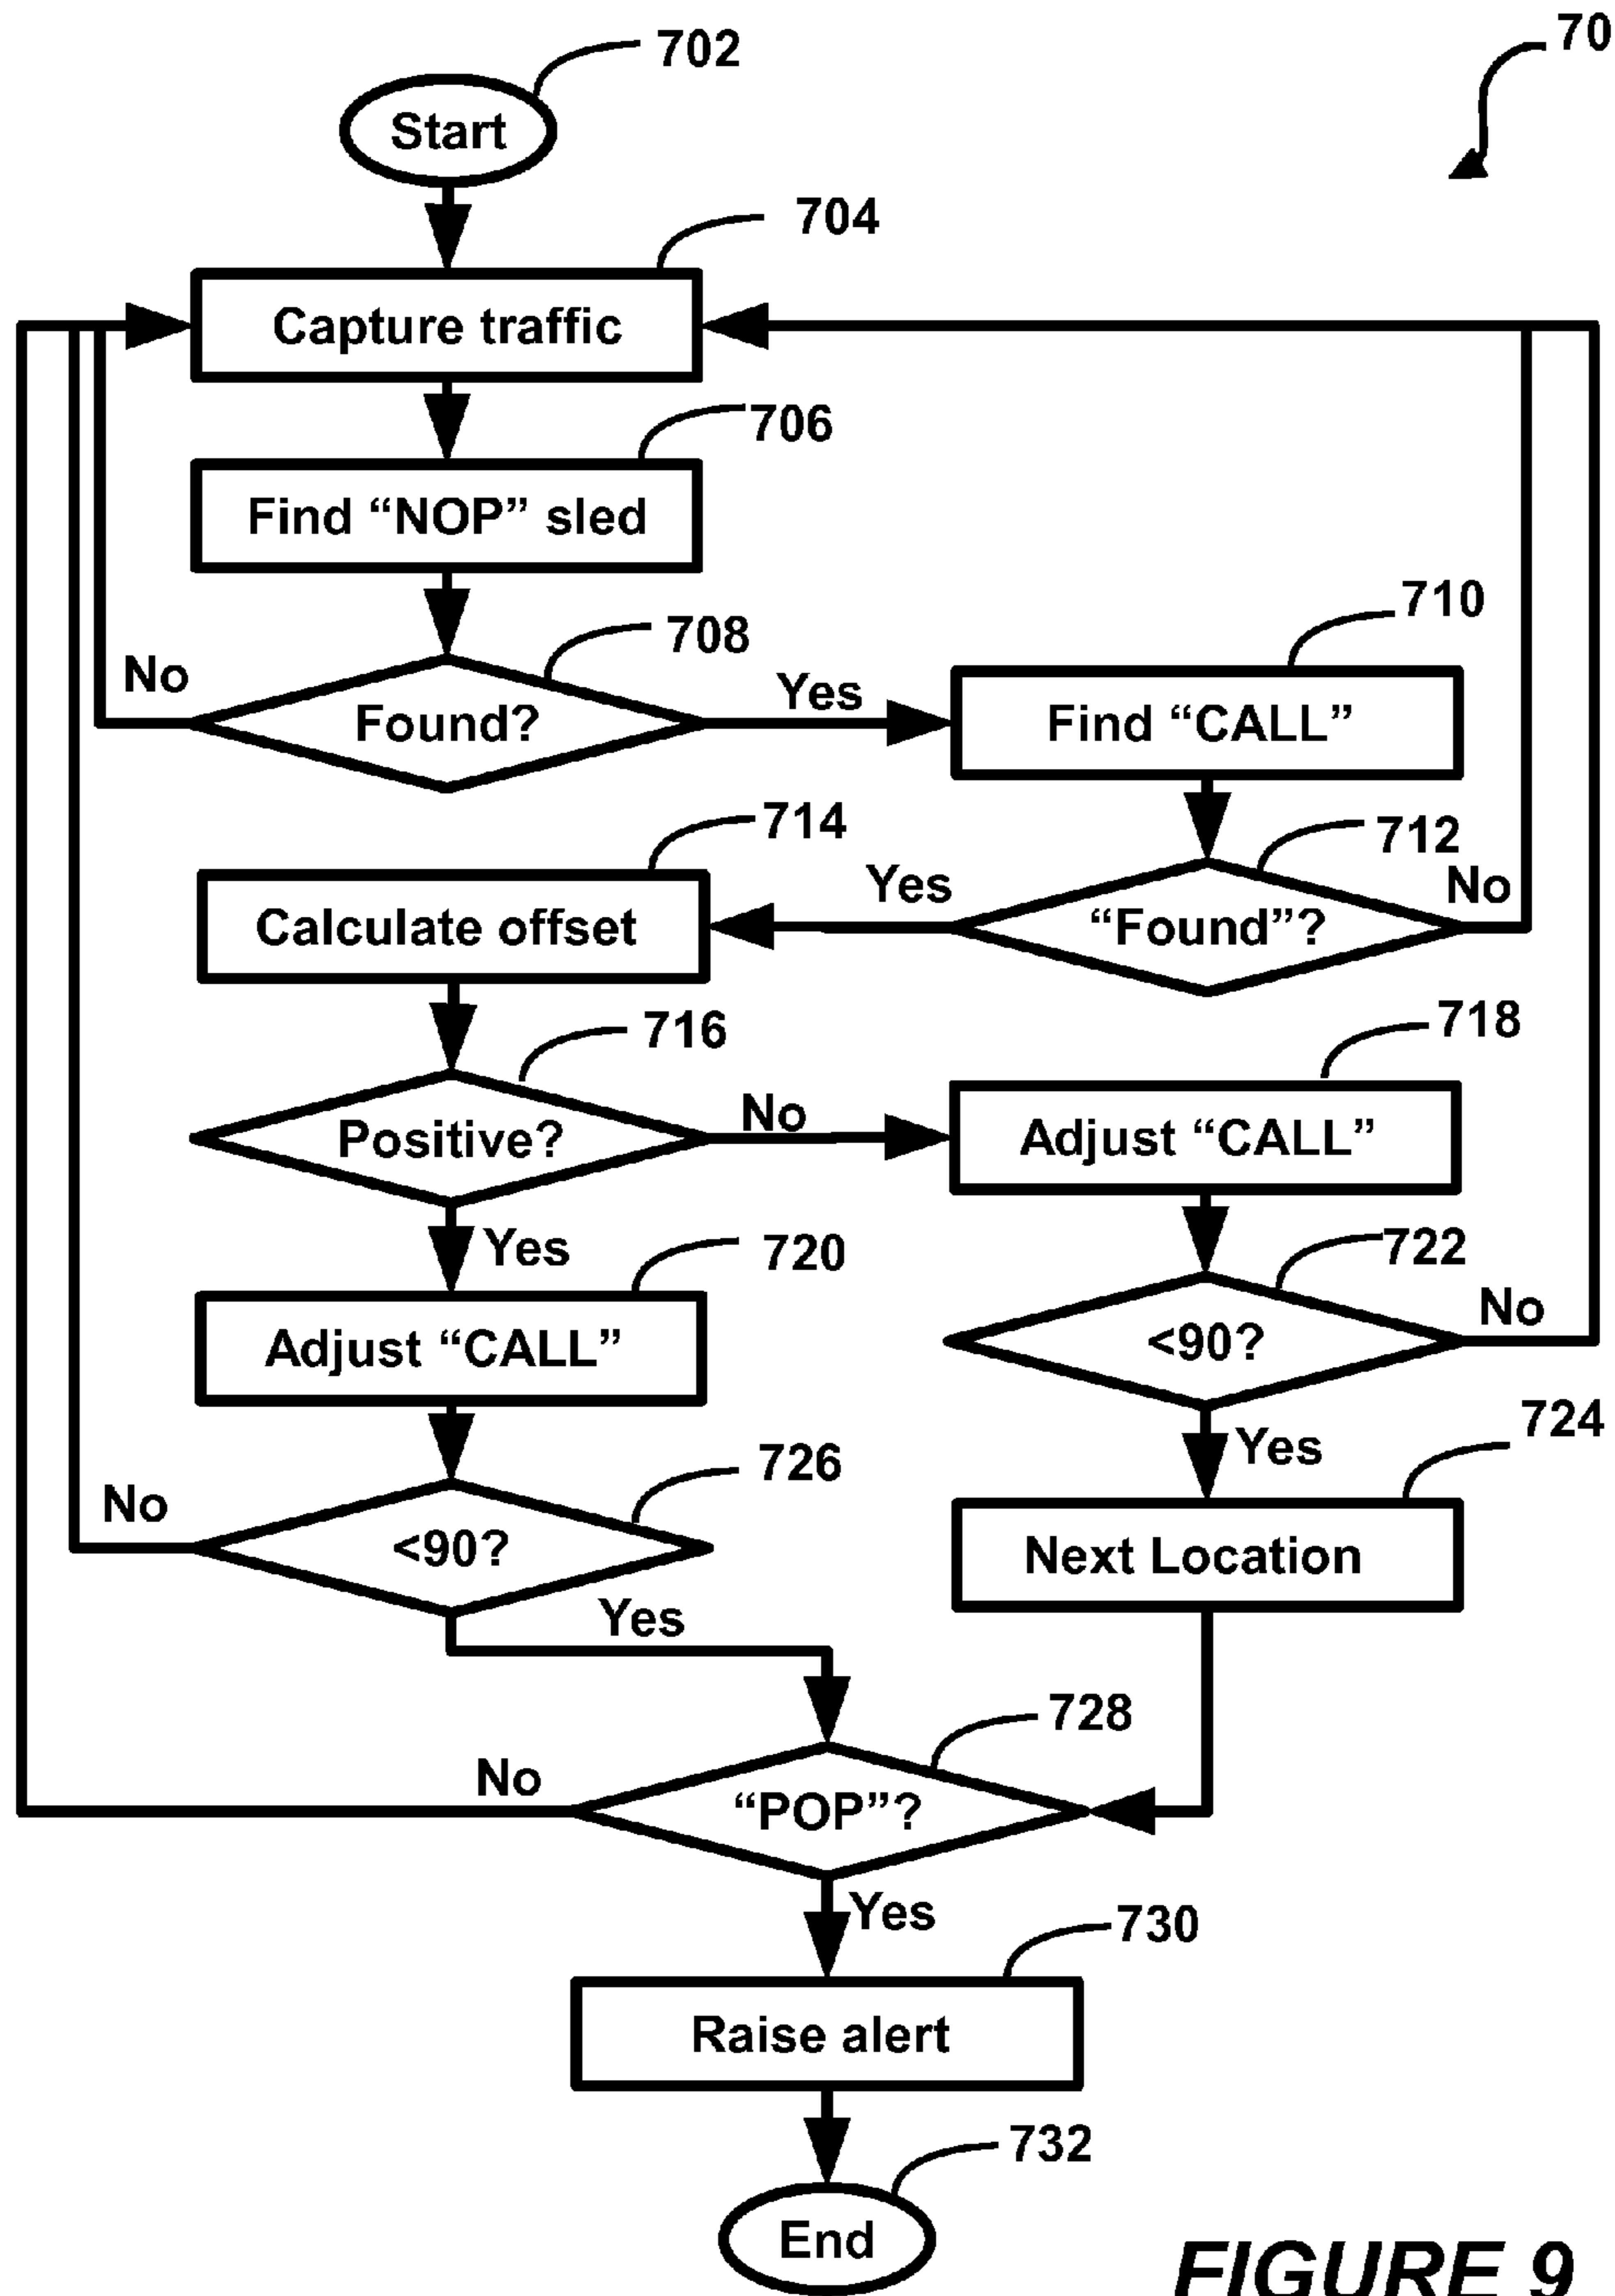 70
702
Start
704
Capture traffic
706
Find “NOP” sled
708
No
Found?
Yes
710
Find “CALL”
712
“Found”?
No
Yes
714
Calculate offset
716
Positive?
No
718
Adjust “CALL”
Yes
720
Adjust “CALL”
722
<90?
No
Yes
724
Next Location
726
No
<90?
Yes
728
No
“POP”?
Yes
730
Raise alert
732
End
FIGURE 9